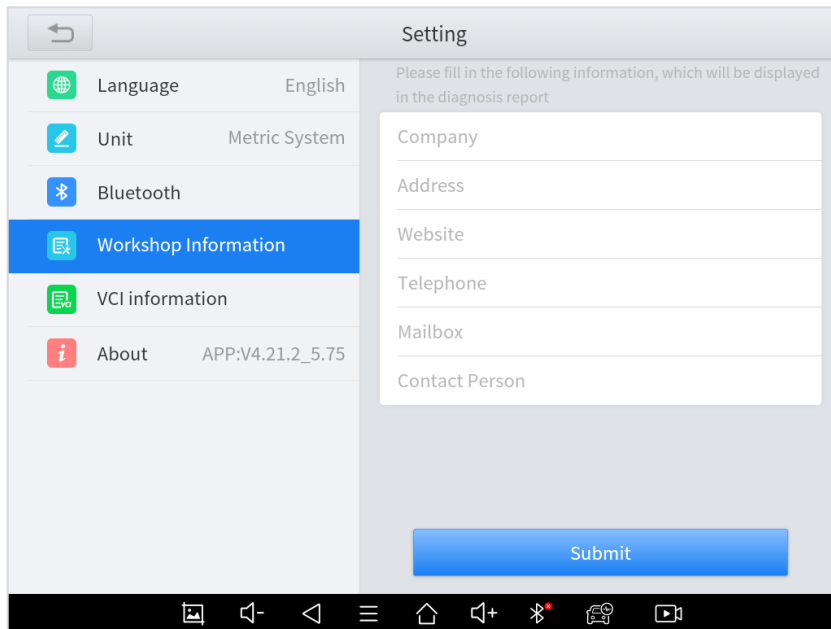 Setting
Language English
Unit Metric System
Bluetooth
Workshop Information
VCI information
About APP:V4.21.2_5.75
Please fill in the following information, which will be displayed
in the diagnosis report
Company
Address
Website
Telephone
Mailbox
Contact Person
Submit